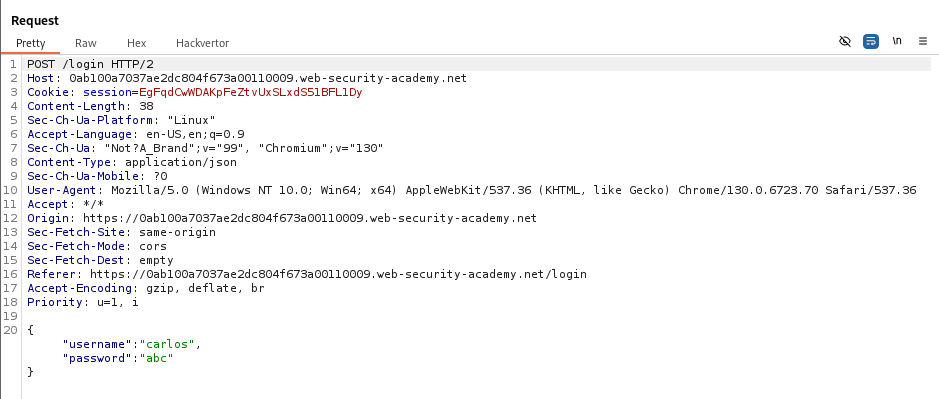 Request
Pretty Raw Hex Hackvertor \n
1 POST /login HTTP/2
2 Host: 0ab100a7037ae2dc804f673a00110009.web-security-academy.net
3 Cookie: session=EgFqdCwWDAKpFeZtvUxSLxdS51BFL1Dy
4 Content-Length: 38
5 Sec-Ch-Ua-Platform: "Linux"
6 Accept-Language: en-US,en;q=0.9
7 Sec-Ch-Ua: "Not?A_Brand";v="99", "Chromium";v="130"
8 Content-Type: application/json
9 Sec-Ch-Ua-Mobile: ?0
10 User-Agent: Mozilla/5.0 (Windows NT 10.0; Win64; x64) AppleWebKit/537.36 (KHTML, like Gecko) Chrome/130.0.6723.70 Safari/537.36
11 Accept: */*
12 Origin: https://0ab100a7037ae2dc804f673a00110009.web-security-academy.net
13 Sec-Fetch-Site: same-origin
14 Sec-Fetch-Mode: cors
15 Sec-Fetch-Dest: empty
16 Referer: https://0ab100a7037ae2dc804f673a00110009.web-security-academy.net/login
17 Accept-Encoding: gzip, deflate, br
18 Priority: u=1, i
19
20 {
"username":"carlos",
"password":"abc"
}